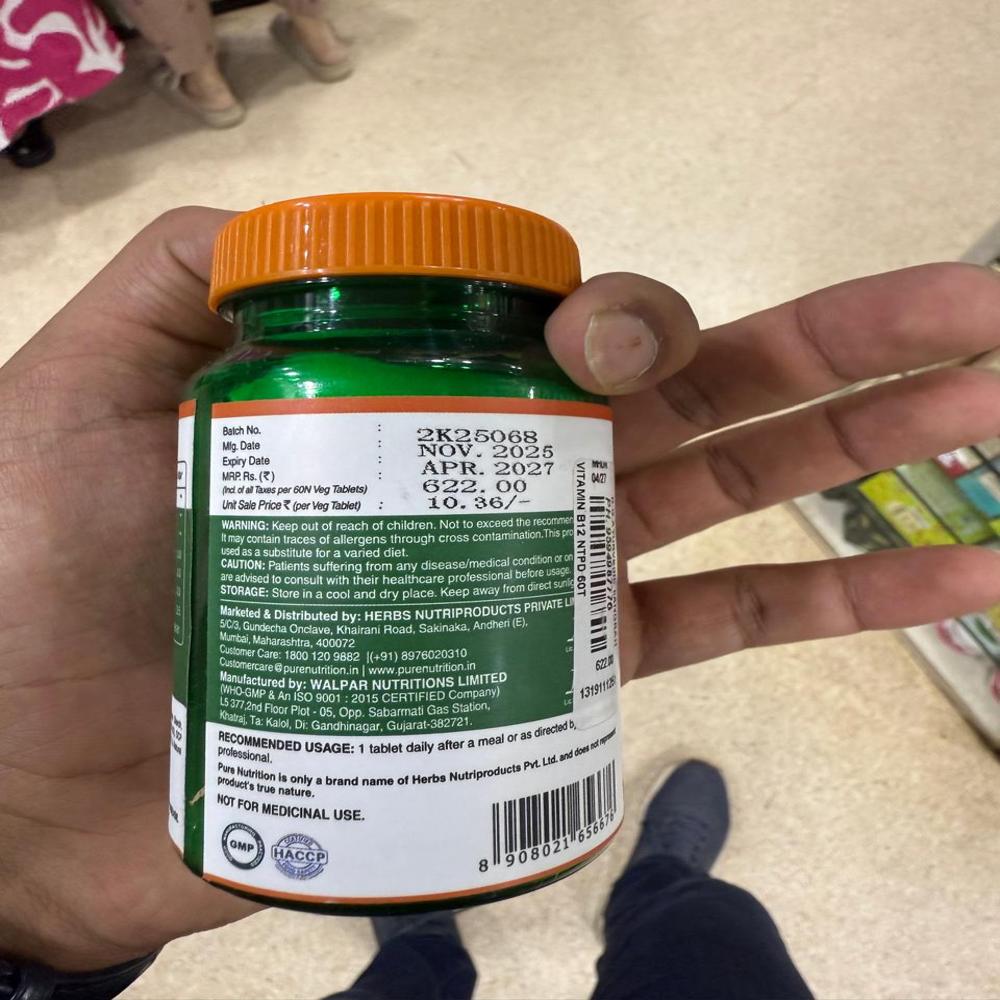 Batch No. : 2K25068
Mfg. Date : NOV. 2025
Expiry Date : APR. 2027
MRP. Rs. (₹) : 622.00
(Incl. of all Taxes per 60N Veg Tablets)
Unit Sale Price ₹ (per Veg Tablet) : 10.36/-
WARNING: Keep out of reach of children. Not to exceed the
It may contain traces of allergens through cross contamination.This
used as a substitute for a varied diet.
CAUTION: Patients suffering from any disease/medical condition or
are advised to consult with their healthcare professional before usage.
STORAGE: Store in a cool and dry place. Keep away from direct
Marketed & Distributed by: HERBS NUTRIPRODUCTS PRIVATE
5/C/3, Gundecha Onclave, Khairani Road, Sakinaka, Andheri (E),
Mumbai, Maharashtra, 400072
Customer Care: 1800 120 9882 |(+91) 8976020310
Customercare@purenutrition.in | www.purenutrition.in
Manufactured by: WALPAR NUTRITIONS LIMITED
(WHO-GMP & An ISO 9001 : 2015 CERTIFIED Company)
L5 377,2nd Floor Plot - 05, Opp. Sabarmati Gas Station,
Khatraj, Ta: Kalol, Di: Gandhinagar, Gujarat-382721.
RECOMMENDED USAGE: 1 tablet daily after a meal or as directed
professional.
Pure Nutrition is only a brand name of Herbs Nutriproducts Pvt. Ltd. and does not
product's true nature.
NOT FOR MEDICINAL USE.
GMP
HACCP
8 908021 656676
04/27
VITAMIN B12 NTPD 60T
622.00